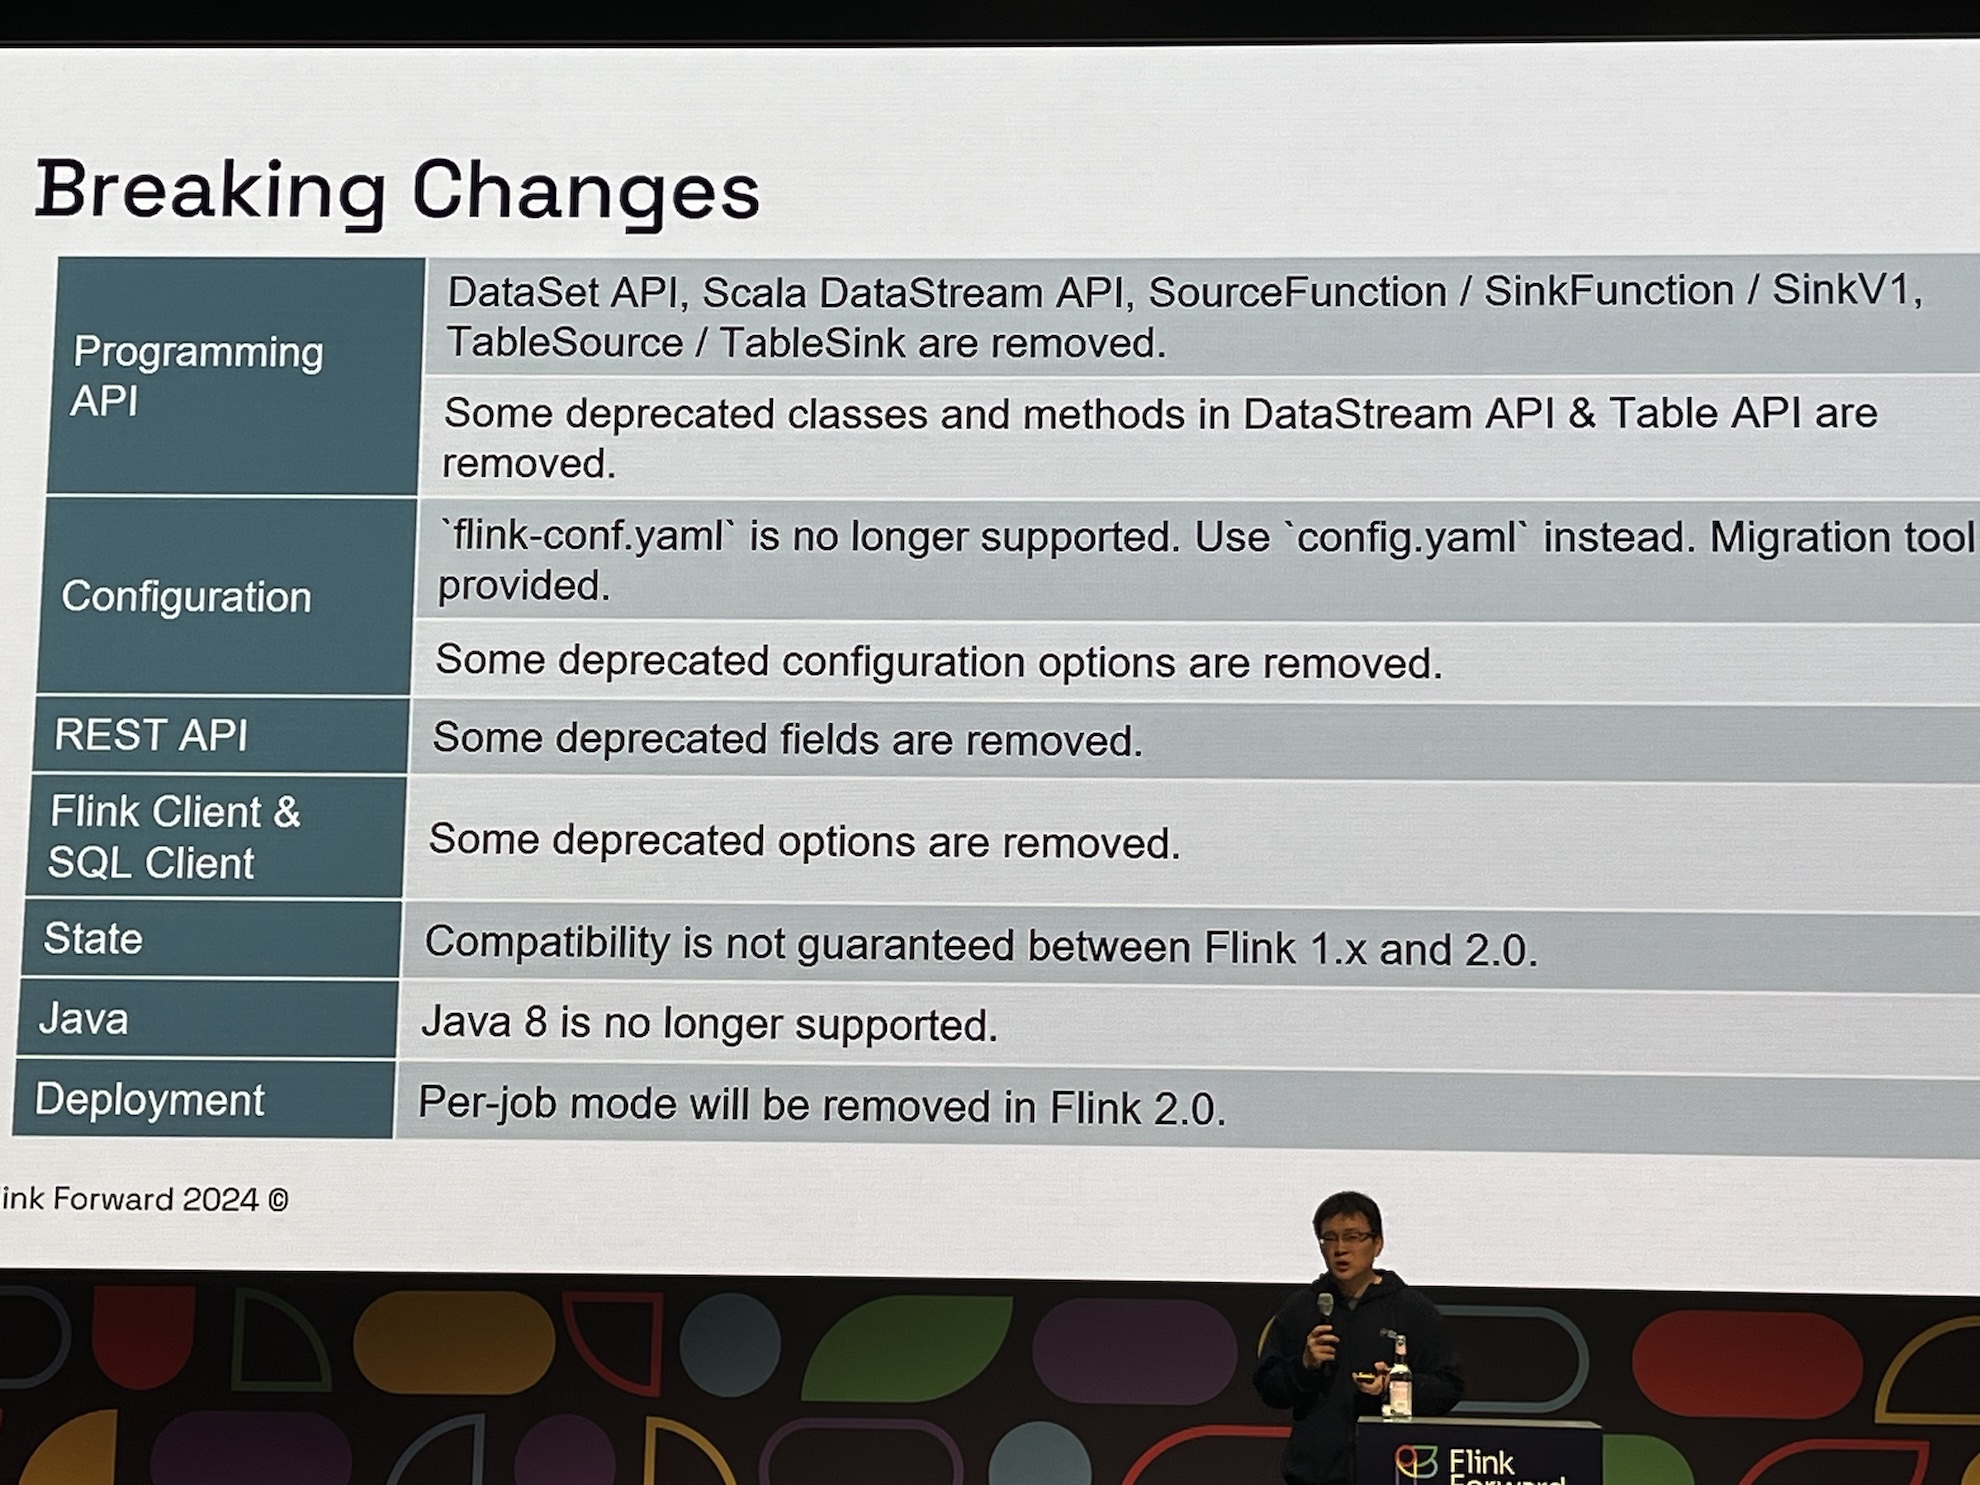 Breaking Changes
Programming
API
DataSet API, Scala DataStream API, SourceFunction / SinkFunction / SinkV1,
TableSource / TableSink are removed.
Some deprecated classes and methods in DataStream API & Table API are
removed.
Configuration
`flink-conf.yaml` is no longer supported. Use `config.yaml` instead. Migration tool
provided.
Some deprecated configuration options are removed.
REST API
Some deprecated fields are removed.
Flink Client &
SQL Client
Some deprecated options are removed.
State
Compatibility is not guaranteed between Flink 1.x and 2.0.
Java
Java 8 is no longer supported.
Deployment
Per-job mode will be removed in Flink 2.0.
ink Forward 2024 ©
Flink
Forward